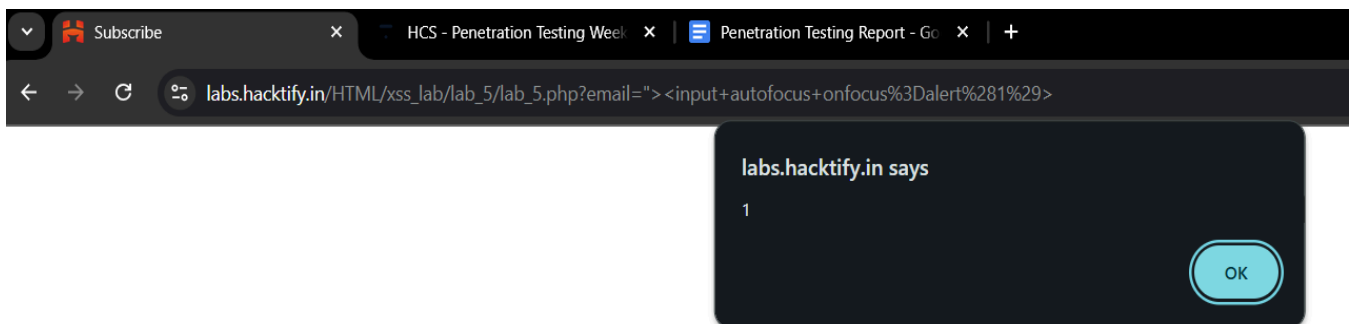 Subscribe
HCS - Penetration Testing Week
Penetration Testing Report - Go
labs.hacktify.in/HTML/xss_lab/lab_5/lab_5.php?email="><input+autofocus+onfocus%3Dalert%281%29>
labs.hacktify.in says
1
OK